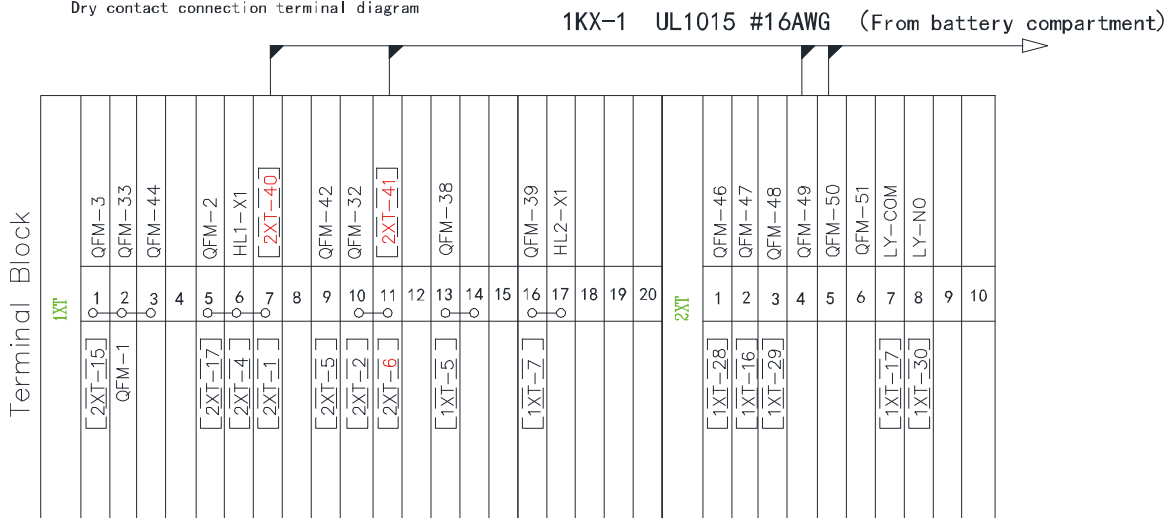 Dry contact connection terminal diagram
1KX-1 UL1015 #16AWG (From battery compartment)
Terminal Block
1XT
QFM-3
QFM-33
QFM-44
QFM-2
HL1-X1
[2XT-40]
QFM-42
QFM-32
[2XT-41]
QFM-38
QFM-39
HL2-X1
1 2 3 4 5 6 7 8 9 10 11 12 13 14 15 16 17 18 19 20
[2XT-15]
QFM-1
[2XT-17]
[2XT-4]
[2XT-1]
[2XT-5]
[2XT-2]
[2XT-6]
[1XT-5]
[1XT-7]
2XT
QFM-46
QFM-47
QFM-48
QFM-49
QFM-50
QFM-51
LY-COM
LY-NO
1 2 3 4 5 6 7 8 9 10
[1XT-28]
[1XT-16]
[1XT-29]
[1XT-17]
[1XT-30]